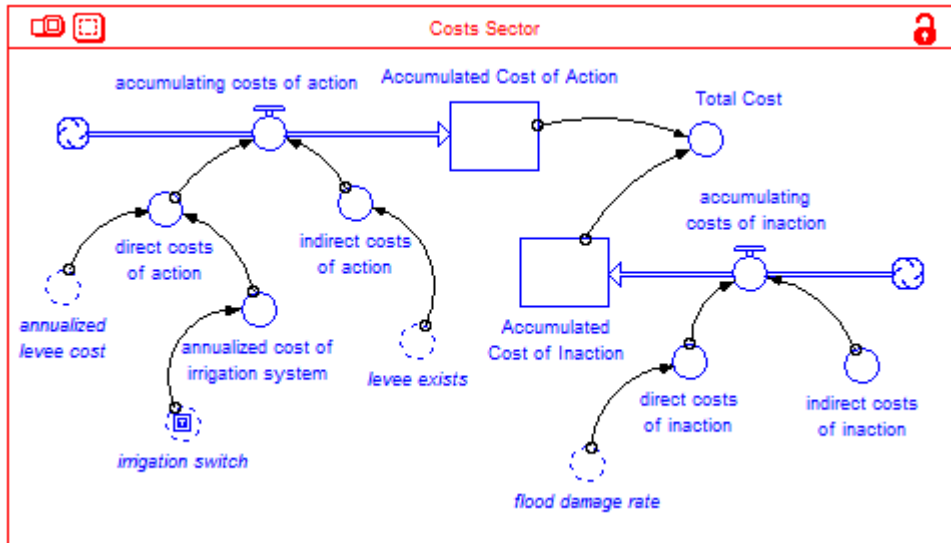 Costs Sector
accumulating costs of action
Accumulated Cost of Action
Total Cost
accumulating
costs of inaction
direct costs
of action
indirect costs
of action
annualized
levee cost
annualized cost of
irrigation system
levee exists
Accumulated
Cost of Inaction
direct costs
of inaction
indirect costs
of inaction
irrigation switch
flood damage rate